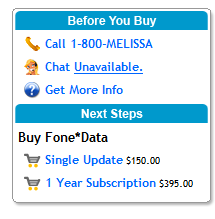 Before You Buy
Call 1-800-MELISSA
Chat Unavailable.
Get More Info
Next Steps
Buy Fone*Data
Single Update $150.00
1 Year Subscription $395.00